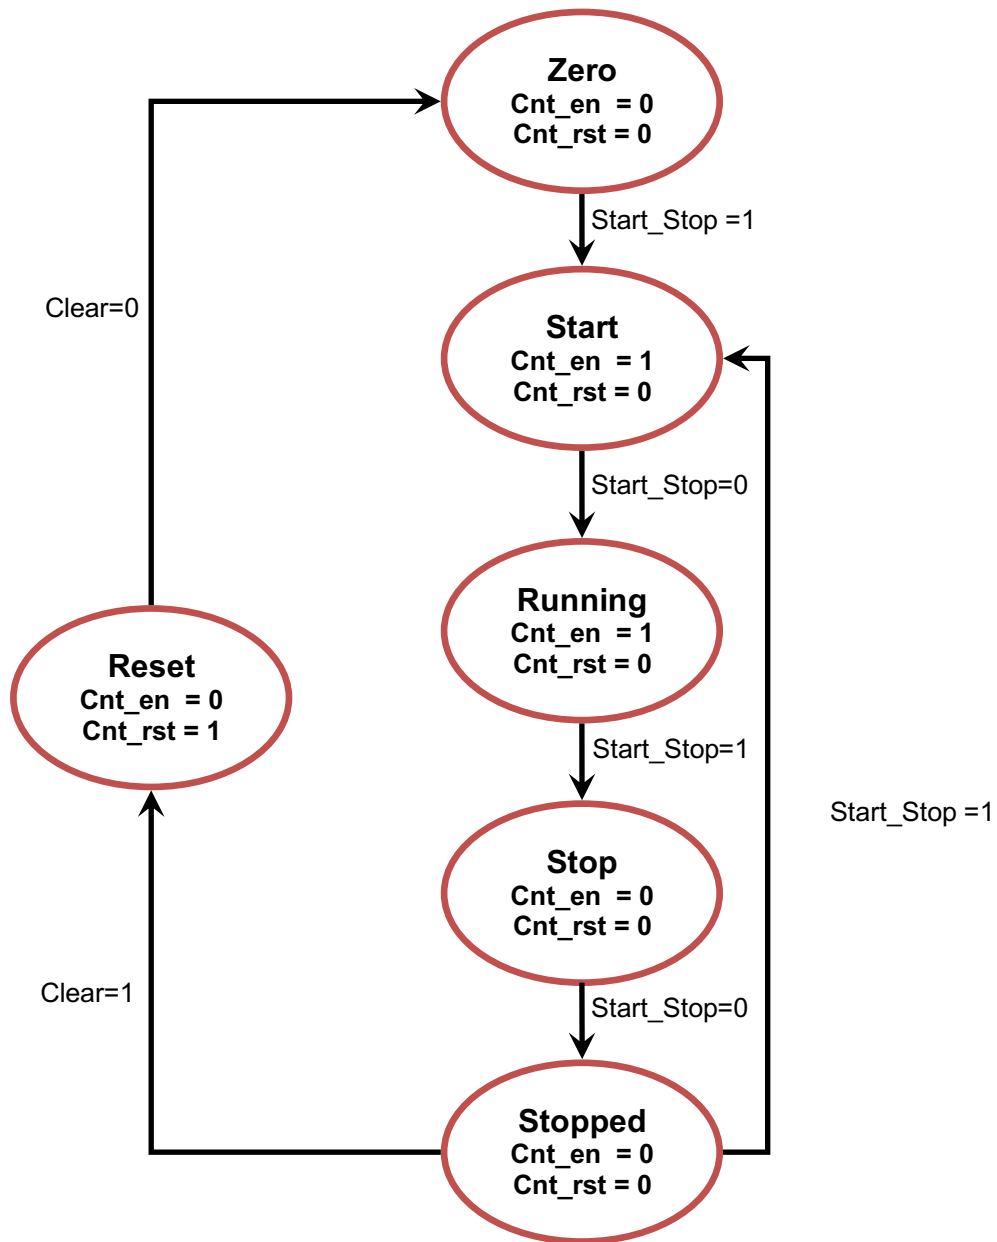 Zero
Cnt_en  = 0
Cnt_rst = 0
Start_Stop =1
Clear=0
Start
Cnt_en  = 1
Cnt_rst = 0
Start_Stop=0
Running
Cnt_en  = 1
Cnt_rst = 0
Reset
Cnt_en  = 0
Cnt_rst = 1
Start_Stop=1
Start_Stop =1
Stop
Cnt_en  = 0
Cnt_rst = 0
Clear=1
Start_Stop=0
Stopped
Cnt_en  = 0
Cnt_rst = 0